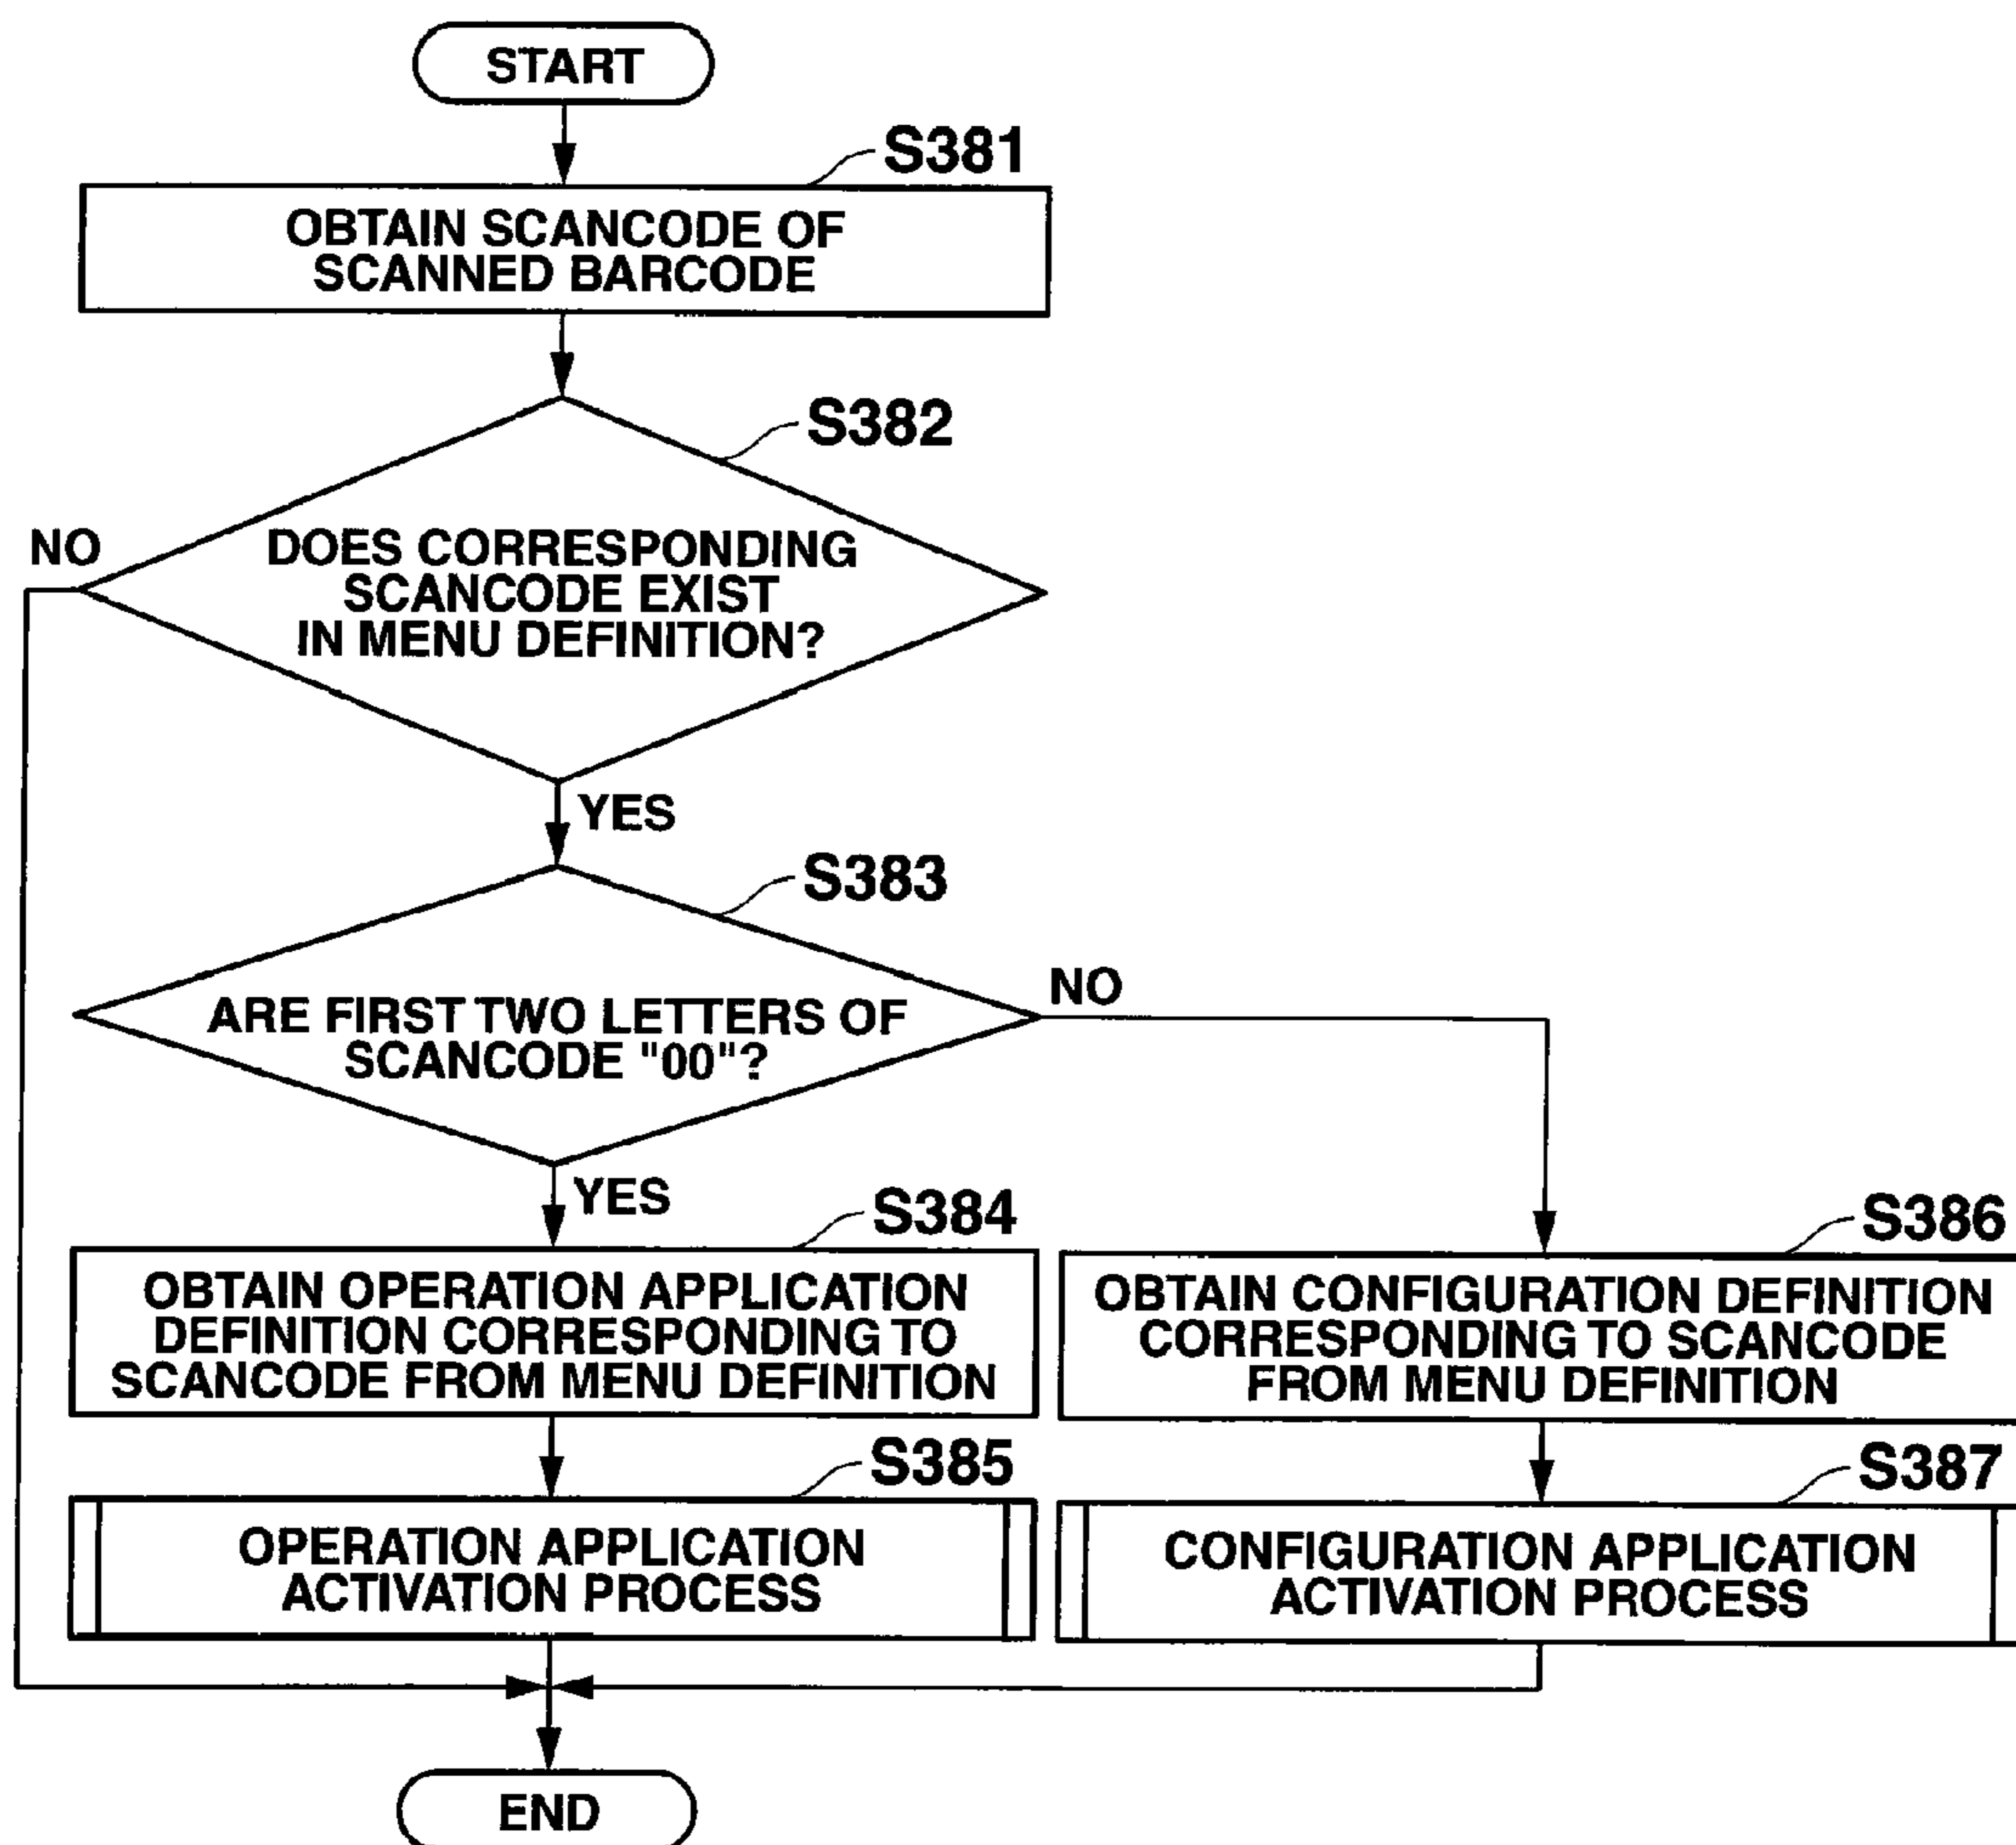 START
S381
OBTAIN SCANCODE OF
SCANNED BARCODE
S382
NO
DOES CORRESPONDING
SCANCODE EXIST
IN MENU DEFINITION?
YES
S383
NO
ARE FIRST TWO LETTERS OF
SCANCODE "00"?
YES
S384
OBTAIN OPERATION APPLICATION
DEFINITION CORRESPONDING TO
SCANCODE FROM MENU DEFINITION
S386
OBTAIN CONFIGURATION DEFINITION
CORRESPONDING TO SCANCODE
FROM MENU DEFINITION
S385
OPERATION APPLICATION
ACTIVATION PROCESS
S387
CONFIGURATION APPLICATION
ACTIVATION PROCESS
END